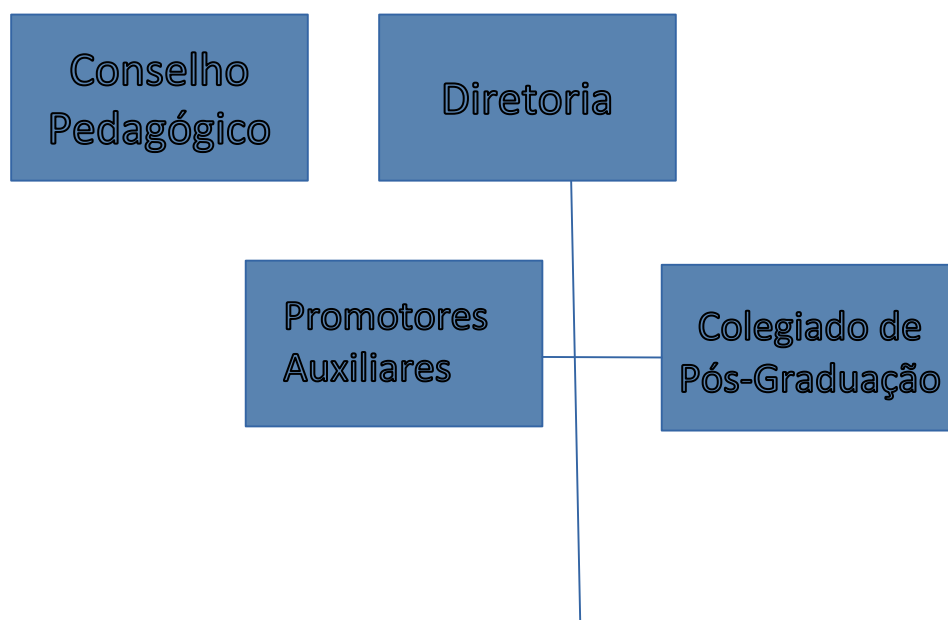 Conselho
Pedagógico
Diretoria
Promotores
Auxiliares
Colegiado de
Pós-Graduação